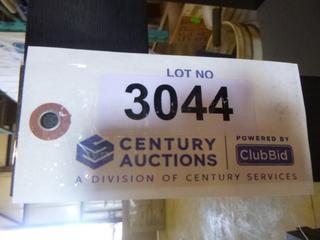 LOT NO
3044
CENTURY AUCTIONS
POWERED BY
ClubBid
A DIVISION OF CENTURY SERVICES